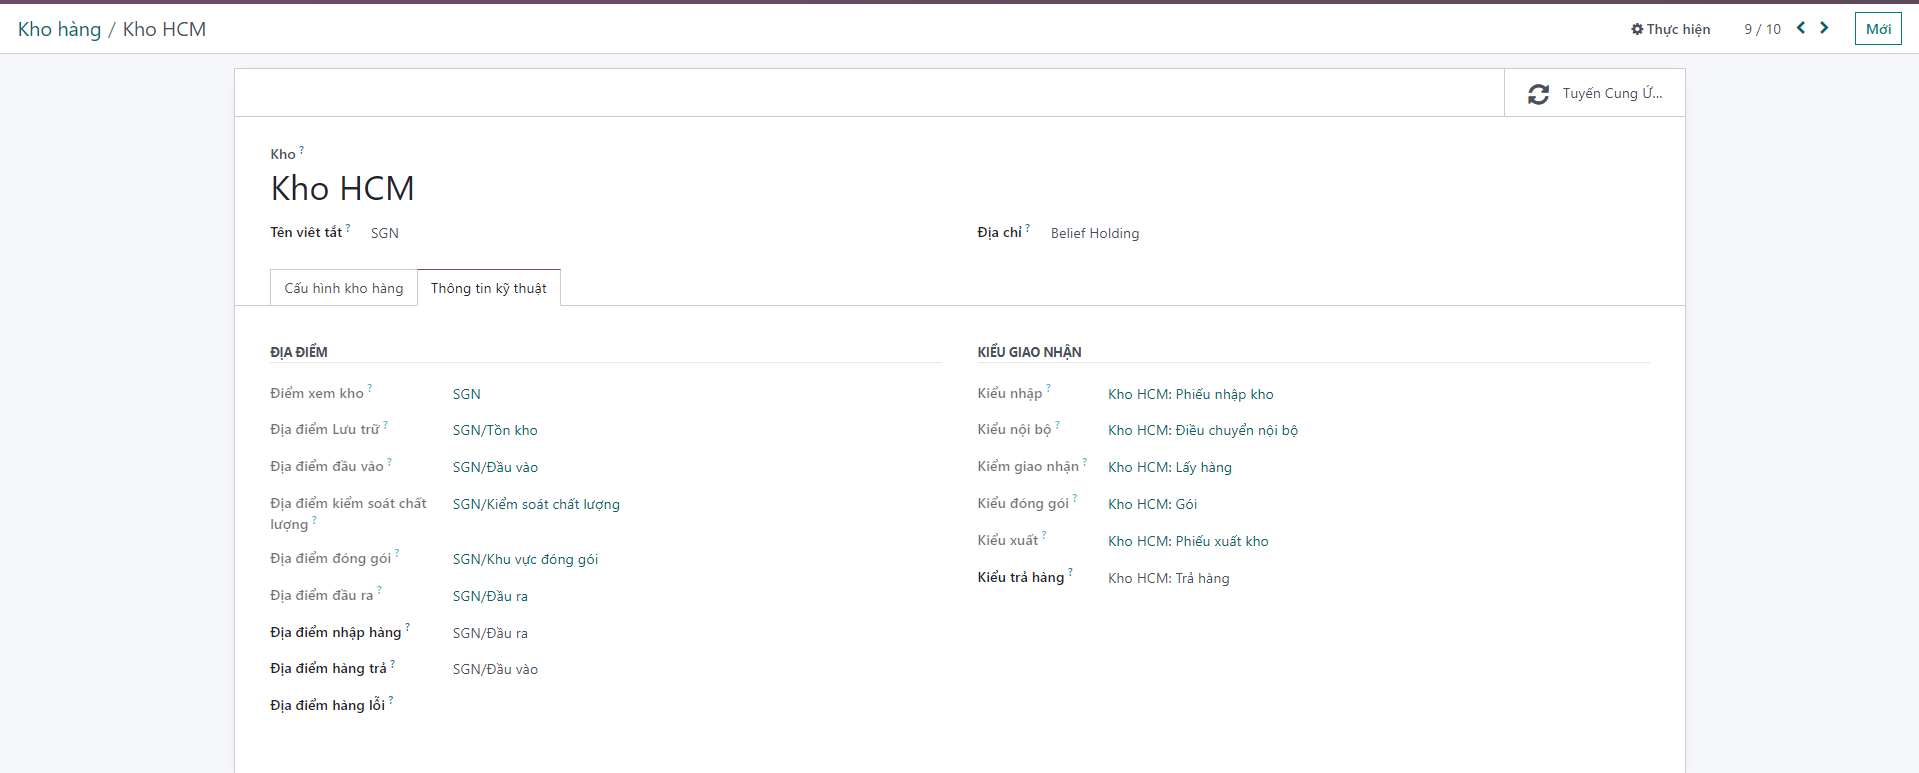 Kho hàng / Kho HCM
Thực hiện
9 / 10
Mới
Tuyến Cung Ứ...
Kho ?
Kho HCM
Tên viêt tắt ? SGN
Địa chỉ ? Belief Holding
Cấu hình kho hàng
Thông tin kỹ thuật
ĐỊA ĐIỂM
Điểm xem kho ? SGN
Địa điểm Lưu trữ ? SGN/Tồn kho
Địa điểm đầu vào ? SGN/Đầu vào
Địa điểm kiểm soát chất
lượng ?
SGN/Kiểm soát chất lượng
Địa điểm đóng gói ? SGN/Khu vực đóng gói
Địa điểm đầu ra ? SGN/Đầu ra
Địa điểm nhập hàng ? SGN/Đầu ra
Địa điểm hàng trả ? SGN/Đầu vào
Địa điểm hàng lỗi ?
KIỂU GIAO NHẬN
Kiểu nhập ? Kho HCM: Phiếu nhập kho
Kiểu nội bộ ? Kho HCM: Điều chuyển nội bộ
Kiểm giao nhận ? Kho HCM: Lấy hàng
Kiểu đóng gói ? Kho HCM: Gói
Kiểu xuất ? Kho HCM: Phiếu xuất kho
Kiểu trả hàng ? Kho HCM: Trả hàng